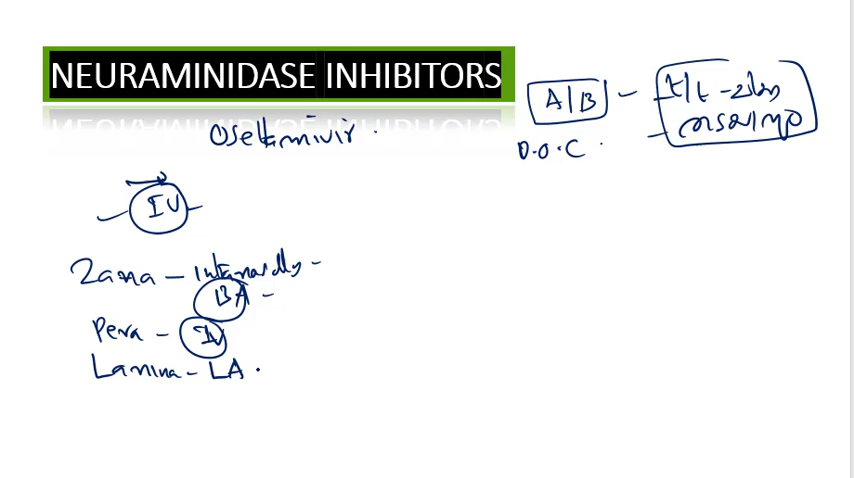 NEURAMINIDASE INHIBITORS
A/B - t/t -
D.O.C.
Oseltamivir.
IV
Zana - Intranasally -
BA -
Pera - IV
Lanina - LA.